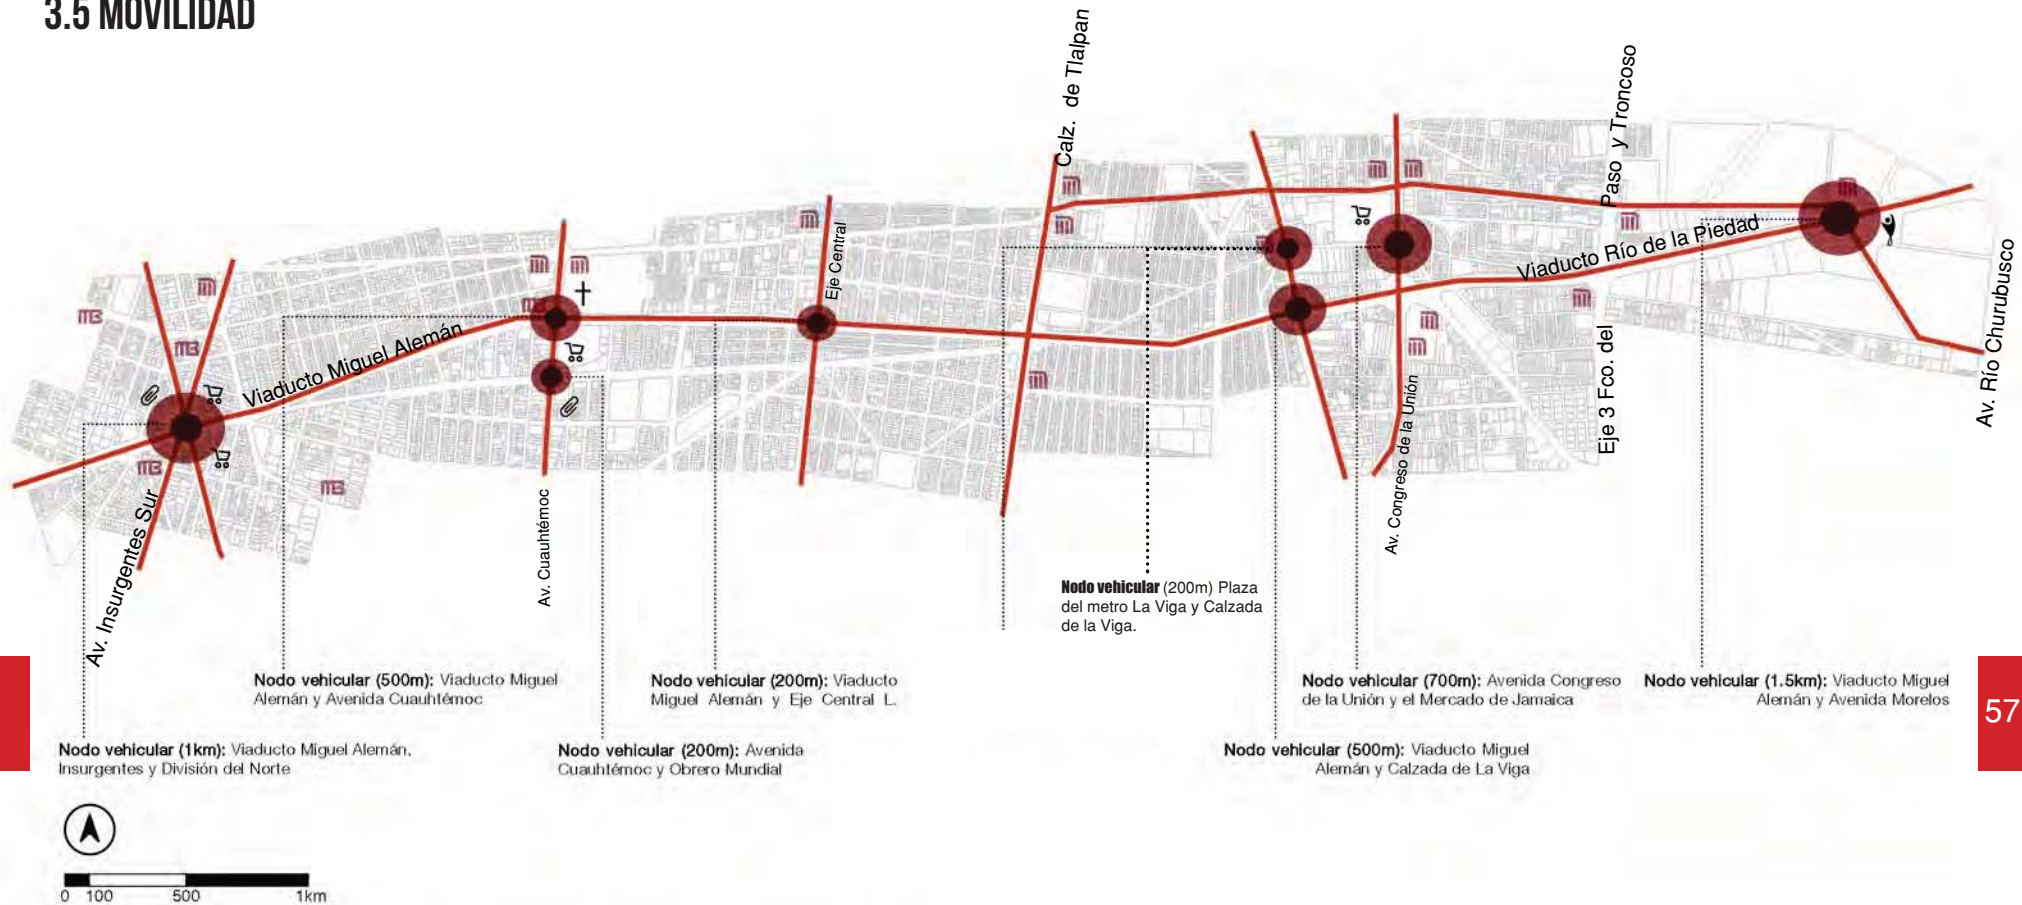 3.5 MOVILIDAD
Calz. de Tlalpan
Paso y Troncoso
Eje Central
Viaducto Río de la Piedad
Av. Río Churubusco
Viaducto Miguel Alemán
Eje 3 Fco. del
Av. Congreso de la Unión
Av. Insurgentes Sur
Av. Cuauhtémoc
Nodo vehicular (200m) Plaza
del metro La Viga y Calzada
de la Viga.
Nodo vehicular (500m): Viaducto Miguel
Alemán y Avenida Cuauhtémoc
Nodo vehicular (200m): Viaducto
Miguel Alemán y Eje Central L.
Nodo vehicular (700m): Avenida Congreso
de la Unión y el Mercado de Jamaica
Nodo vehicular (1.5km): Viaducto Miguel
Alemán y Avenida Morelos
57
Nodo vehicular (1km): Viaducto Miguel Alemán,
Insurgentes y División del Norte
Nodo vehicular (200m): Avenida
Cuauhtémoc y Obrero Mundial
Nodo vehicular (500m): Viaducto Miguel
Alemán y Calzada de La Viga
0 100 500 1km